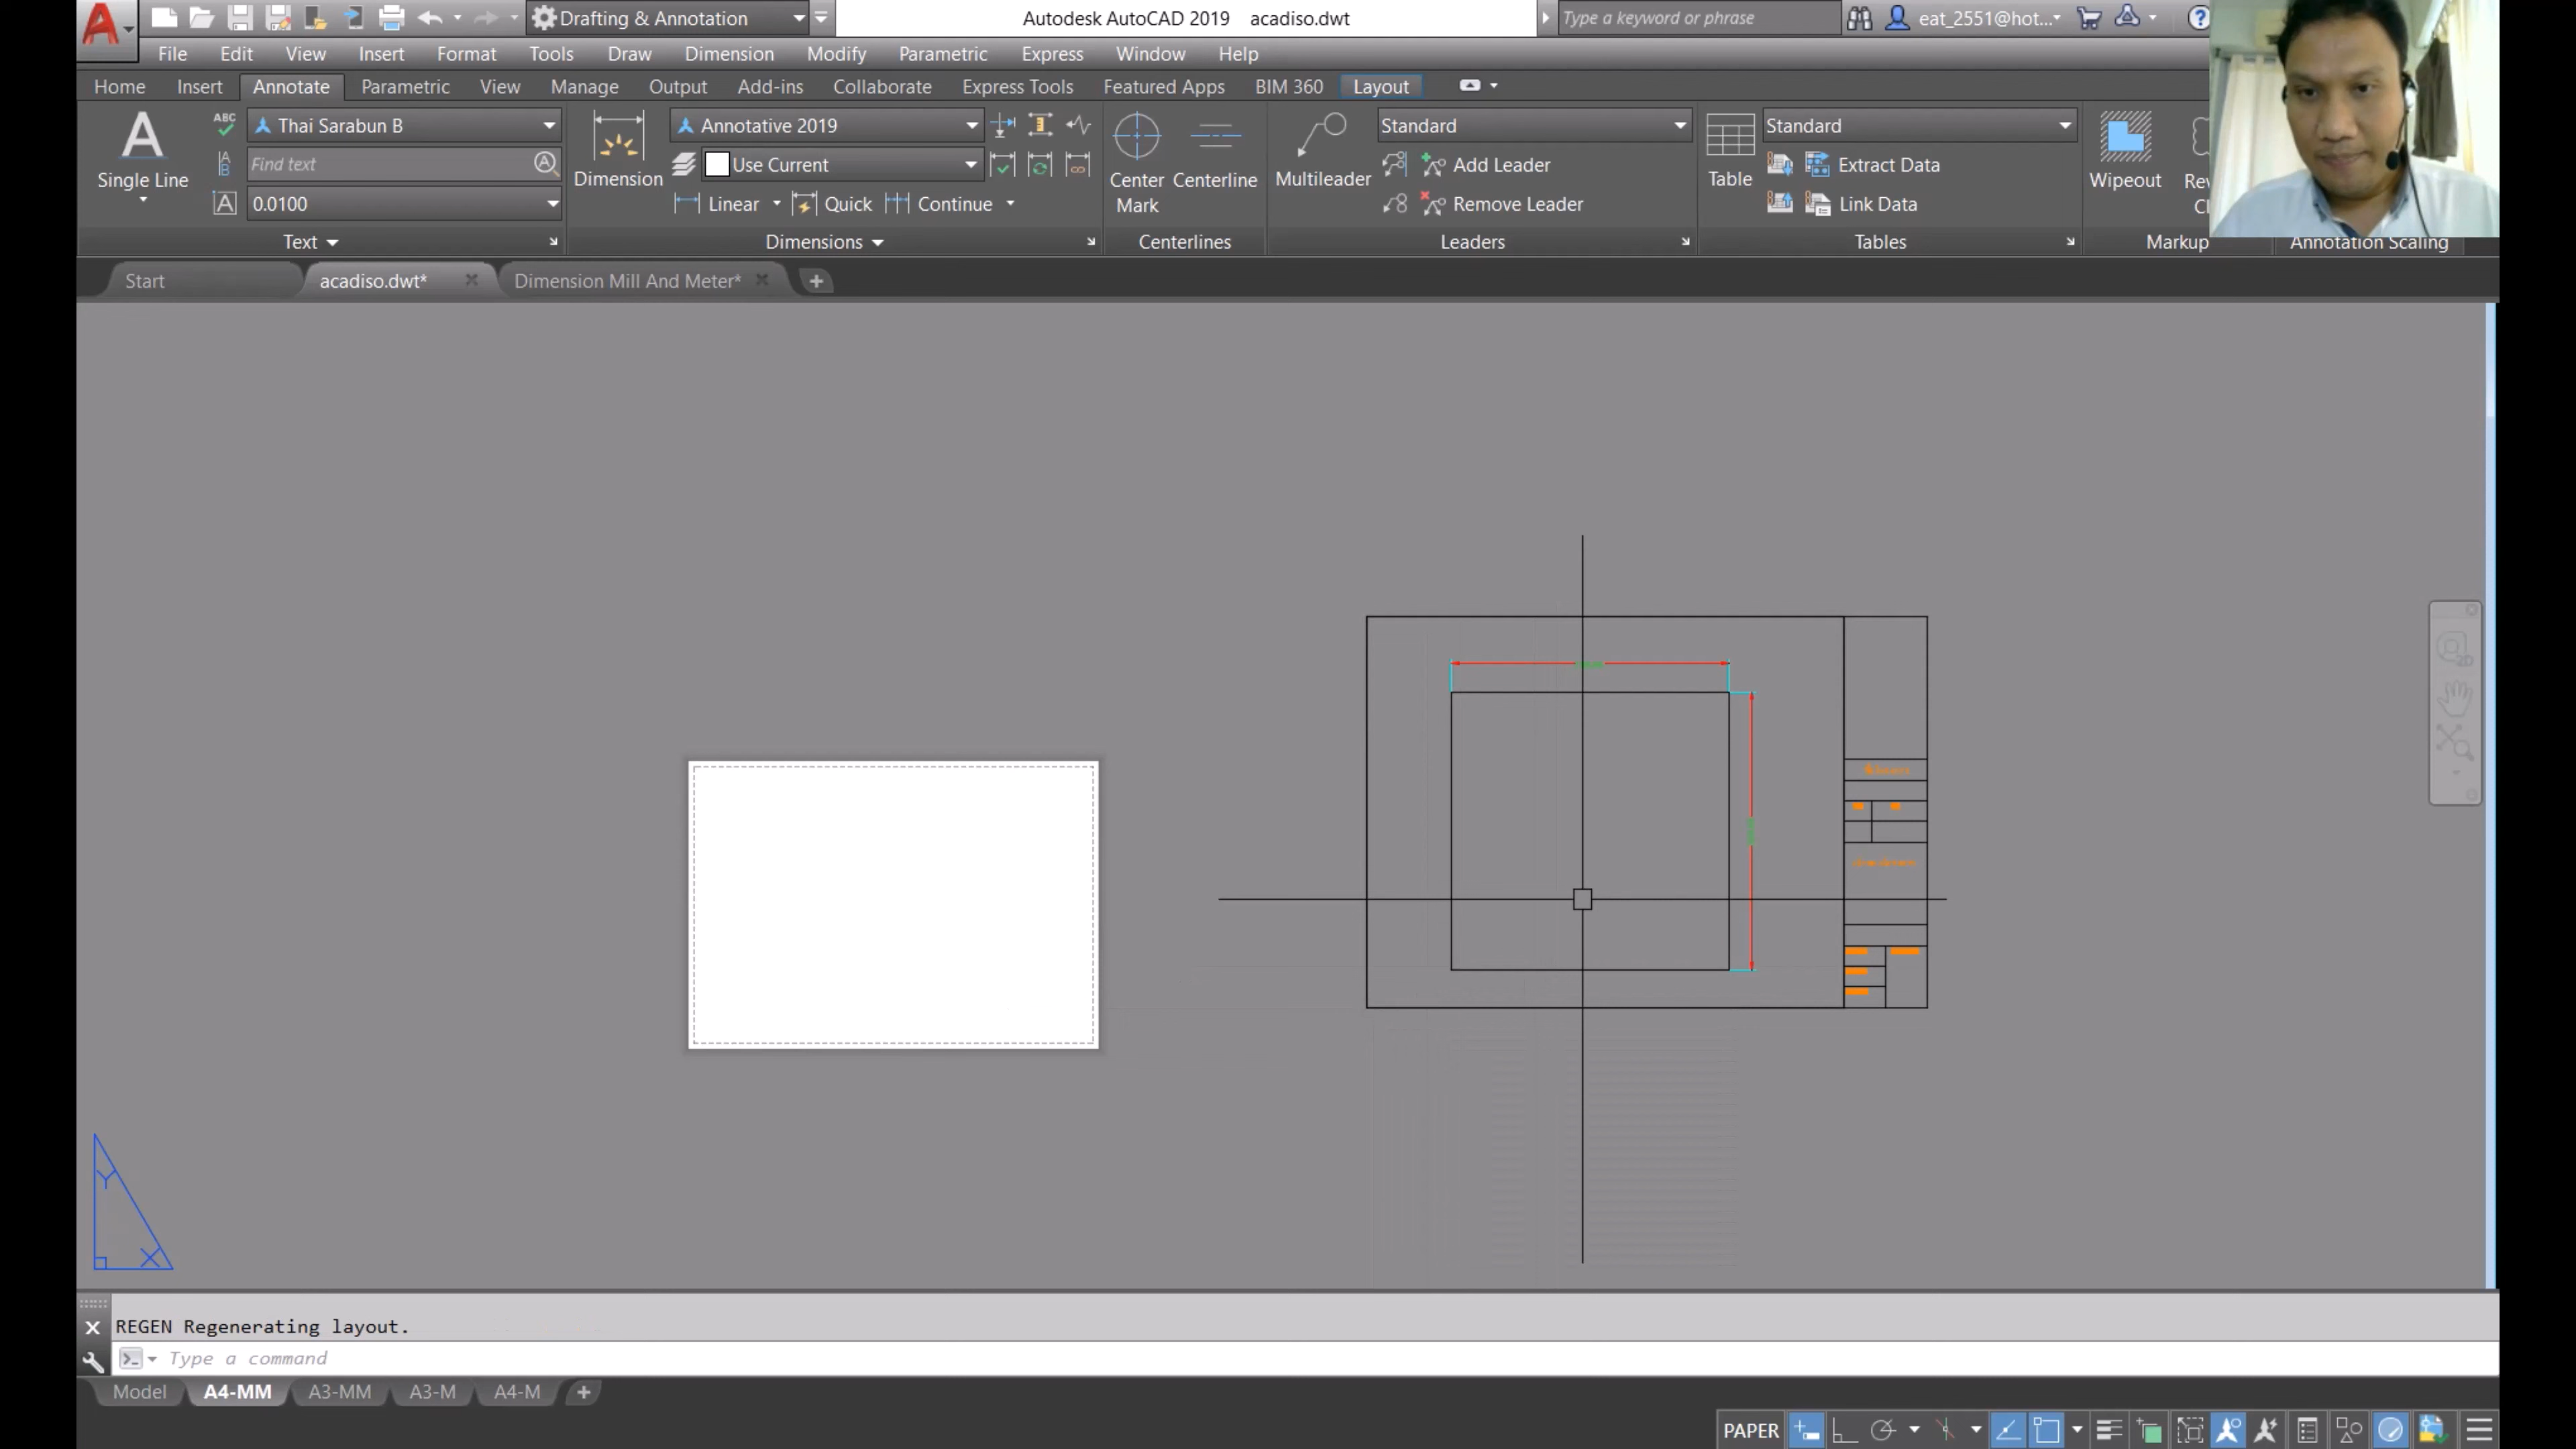 Drafting & Annotation
Autodesk AutoCAD 2019 acadiso.dwt
Type a keyword or phrase
eat_2551@hot...
File Edit View Insert Format Tools Draw Dimension Modify Parametric Express Window Help
Home Insert Annotate Parametric View Manage Output Add-ins Collaborate Express Tools Featured Apps BIM 360 Layout
Single Line
ABC
Thai Sarabun B
Find text
0.0100
Text
Dimension
Annotative 2019
Use Current
Linear Quick Continue
Dimensions
Center Mark
Centerline
Centerlines
Multileader
Standard
Add Leader
Remove Leader
Leaders
Table
Standard
Extract Data
Link Data
Tables
Wipeout
Markup
Annotation Scaling
Start acadiso.dwt* Dimension Mill And Meter*
Y
X
REGEN Regenerating layout.
Type a command
Model A4-MM A3-MM A3-M A4-M
PAPER